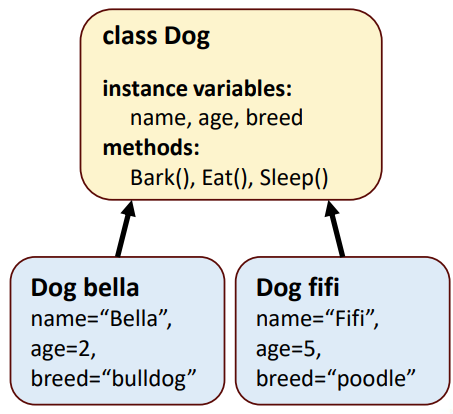 class Dog
instance variables:
name, age, breed
methods:
Bark(), Eat(), Sleep()
Dog bella
name=“Bella”,
age=2,
breed=“bulldog”
Dog fifi
name=“Fifi”,
age=5,
breed=“poodle”